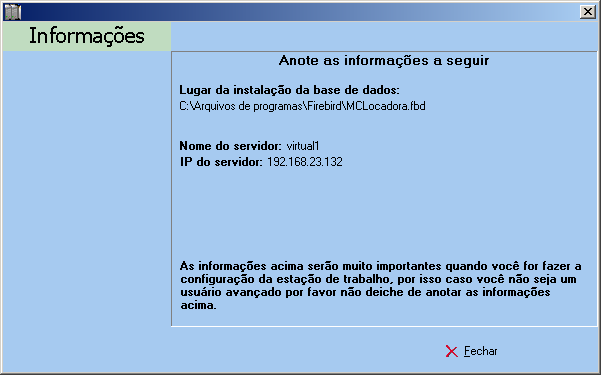 Informações
Anote as informações a seguir
Lugar da instalação da base de dados:
C:\Arquivos de programas\Firebird\MCLocadora.fbd
Nome do servidor: virtual1
IP do servidor: 192.168.23.132
As informações acima serão muito importantes quando você for fazer a
configuração da estação de trabalho, por isso caso você não seja um
usuário avançado por favor não deiche de anotar as informações
acima.
Fechar